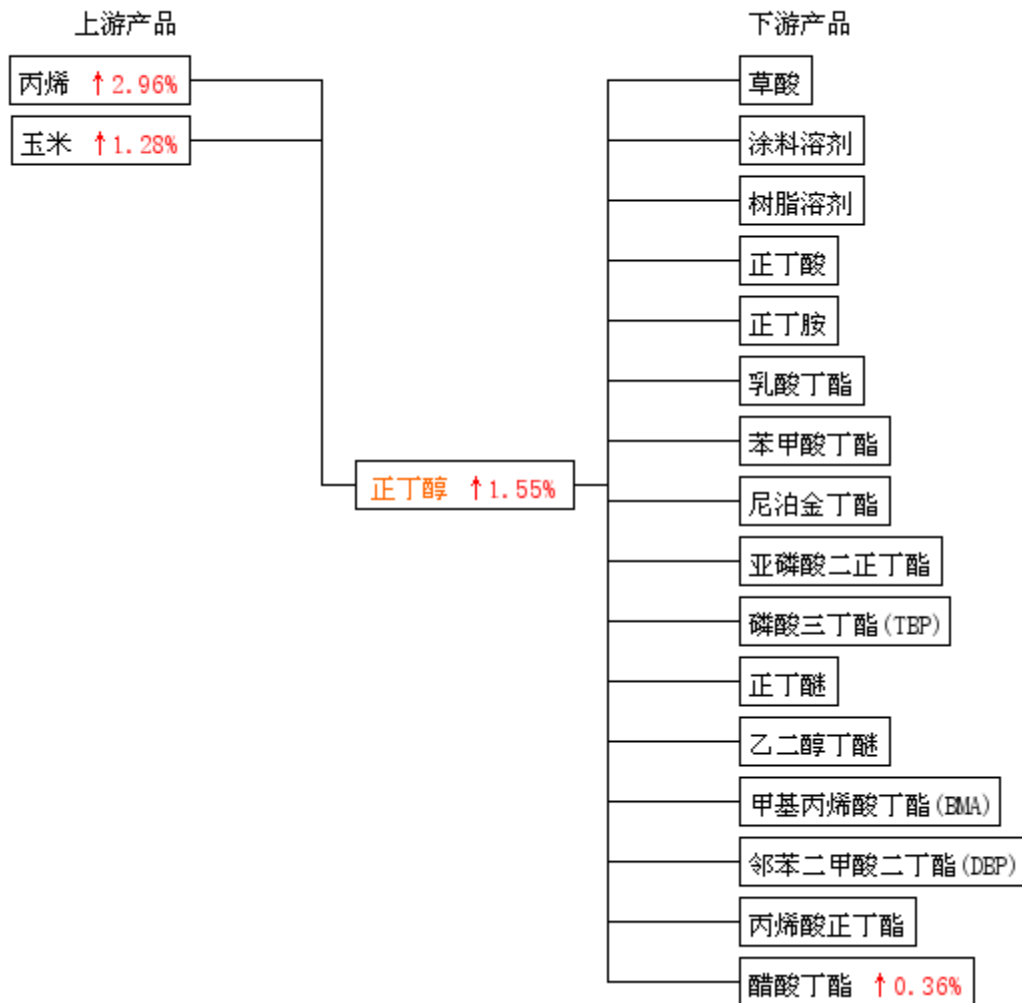 上游产品
下游产品
丙烯 ↑2.96%
玉米 ↑1.28%
正丁醇 ↑1.55%
草酸
涂料溶剂
树脂溶剂
正丁酸
正丁胺
乳酸丁酯
苯甲酸丁酯
尼泊金丁酯
亚磷酸二正丁酯
磷酸三丁酯(TBP)
正丁醚
乙二醇丁醚
甲基丙烯酸丁酯(BMA)
邻苯二甲酸二丁酯(DBP)
丙烯酸正丁酯
醋酸丁酯 ↑0.36%